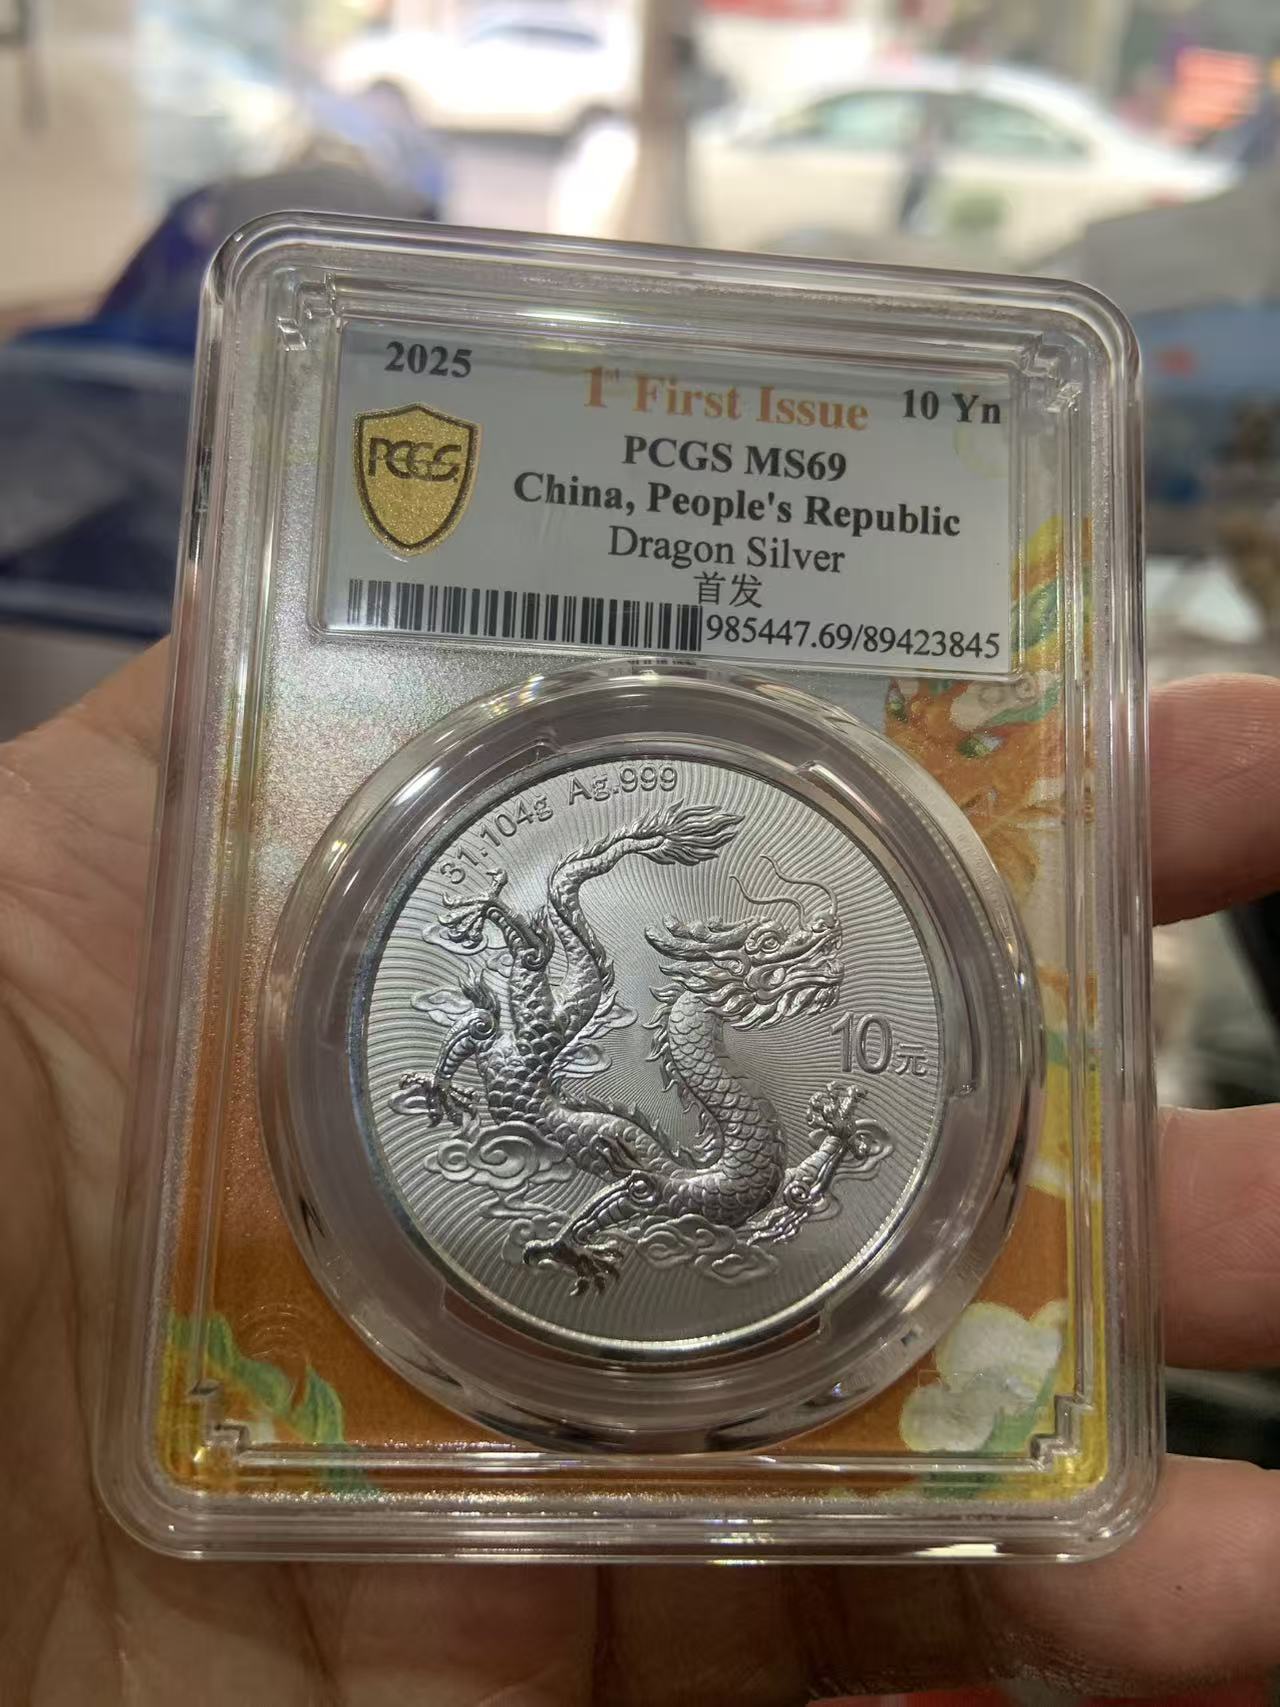 2025
1st First Issue
10 Yn
PCGS
PCGS MS69
China, People's Republic
Dragon Silver
首发
985447.69/89423845
31.104g Ag.999
10元